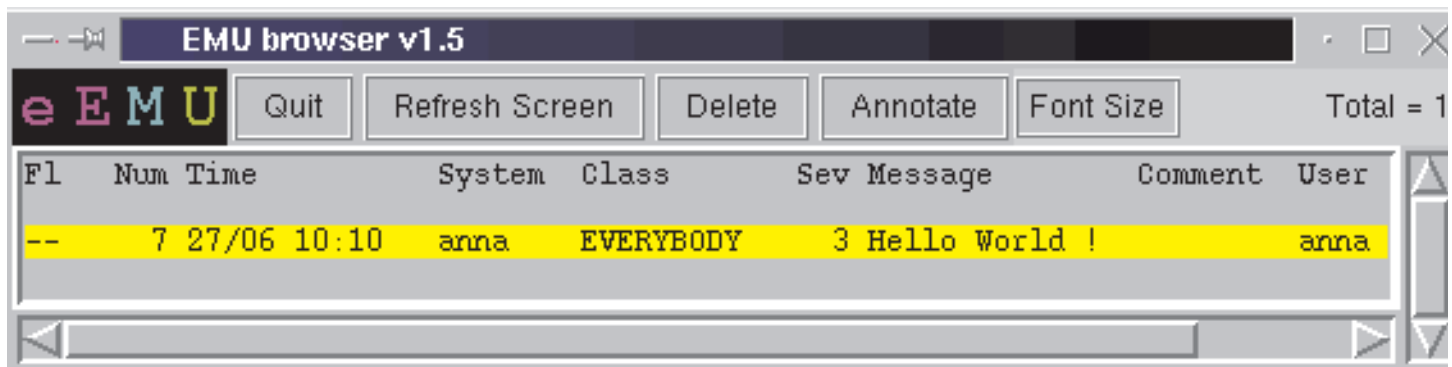 EMU browser v1.5
eEMU Quit Refresh Screen Delete Annotate Font Size Total = 1
Fl Num Time System Class Sev Message Comment User
-- 7 27/06 10:10 anna EVERYBODY 3 Hello World ! anna